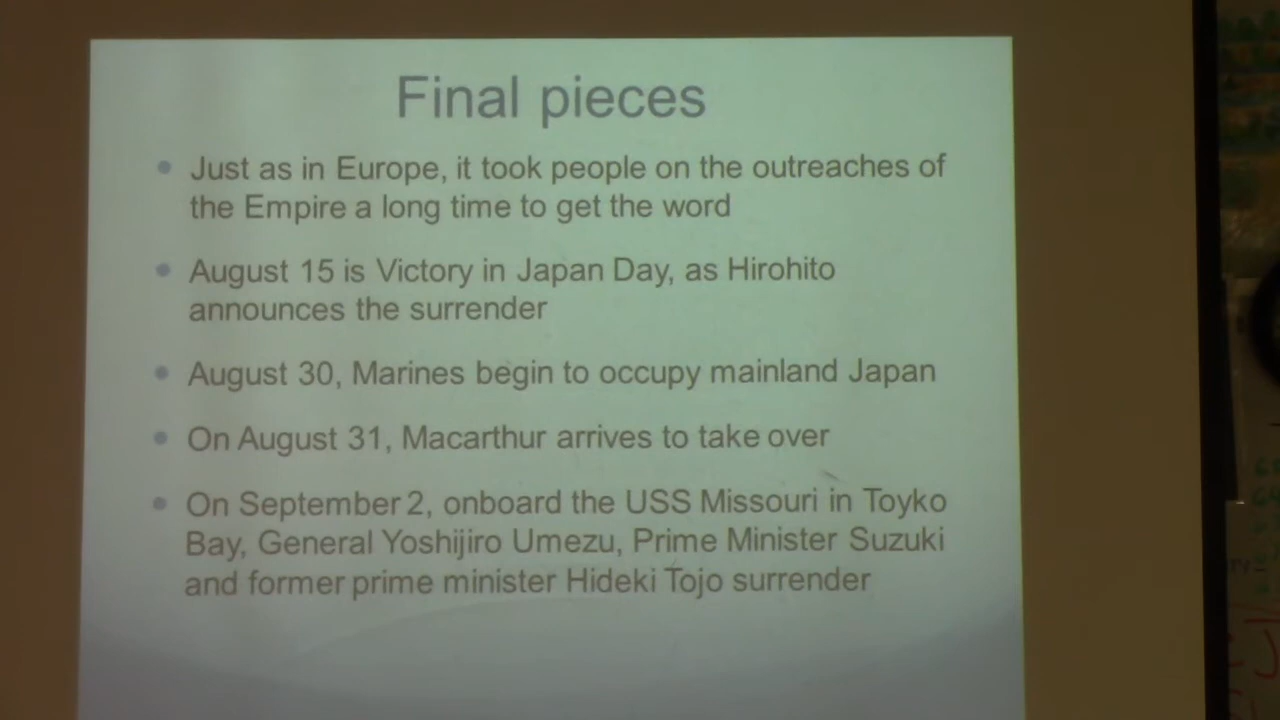 Final pieces
Just as in Europe, it took people on the outreaches of
the Empire a long time to get the word
August 15 is Victory in Japan Day, as Hirohito
announces the surrender
August 30, Marines begin to occupy mainland Japan
On August 31, Macarthur arrives to take over
On September 2, onboard the USS Missouri in Toyko
Bay, General Yoshijiro Umezu, Prime Minister Suzuki
and former prime minister Hideki Tojo surrender